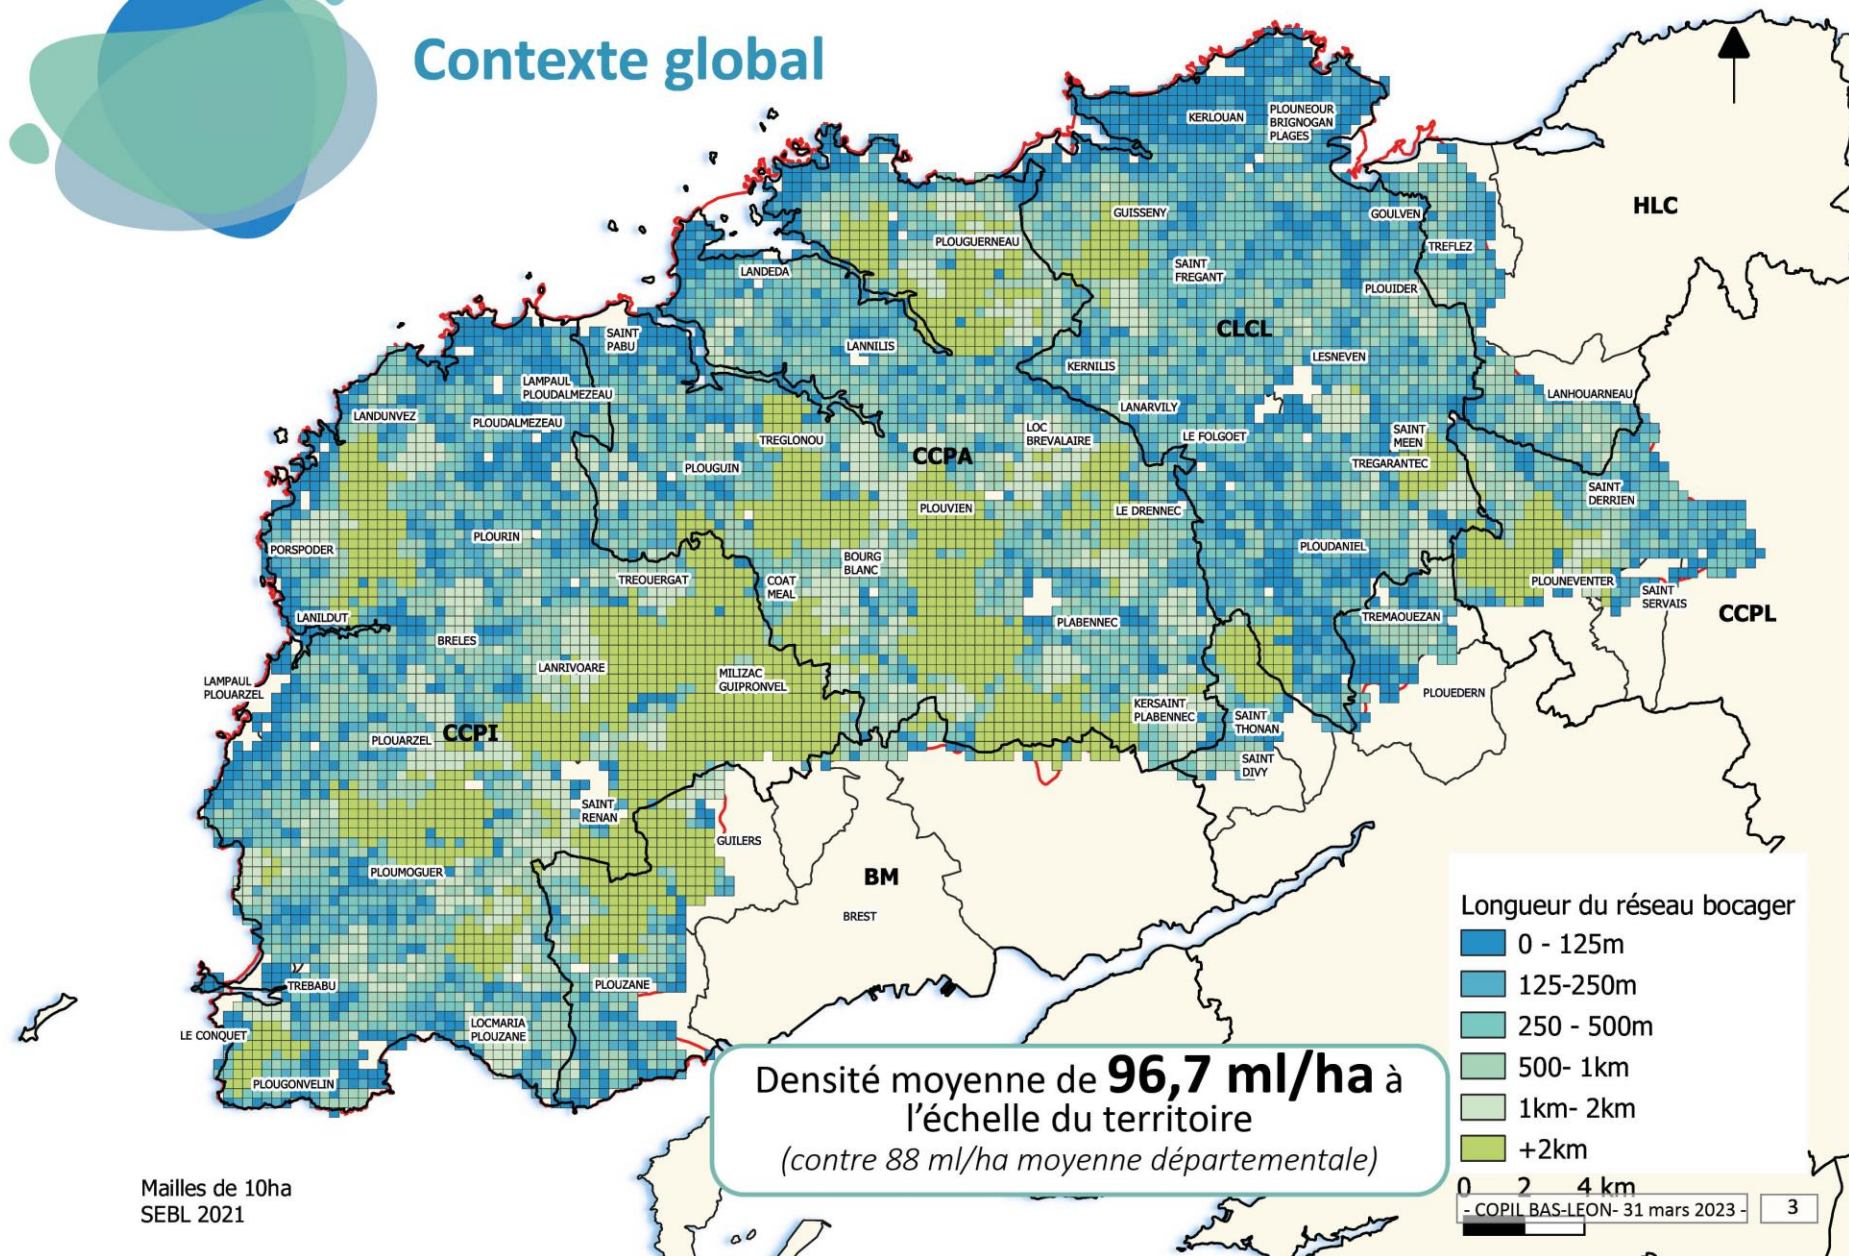 Contexte global
KERLOUAN
PLOUNEOUR
BRIGNOGAN
PLAGES
HLC
GUISSENY
GOULVEN
PLOUGUERNEAU
TREFLEZ
LANDEDA
SAINT
FREGANT
PLOUIDER
SAINT
PABU
LANNILIS
CLCL
LESNEVEN
KERNILIS
LAMPAUL
PLOUDALMEZEAU
LANHOUARNEAU
LANDUNVEZ
PLOUDALMEZEAU
LANARVILY
TREGLONOU
LOC
BREVALAIRE
LE FOLGOET
SAINT
MEEN
CCPA
PLOUGUIN
TREGARANTEC
SAINT
DERRIEN
PLOUVIEN
LE DRENNEC
PORSPODER
PLOURIN
PLOUDANIEL
BOURG
BLANC
TREOUERGAT
COAT
MEAL
PLOUNEVENTER
SAINT
SERVAIS
LANILDUT
PLABENNEC
TREMAOUEZAN
CCPL
BRELES
LANRIVOARE
MILIZAC
GUIPRONVEL
LAMPAUL
PLOUARZEL
PLOUEDERN
KERSAINT
PLABENNEC
SAINT
THONAN
PLOUARZEL
CCPI
SAINT
DIVY
SAINT
RENAN
GUILERS
PLOUMOGUER
BM
BREST
TREBABU
PLOUZANE
LE CONQUET
LOCMARIA
PLOUZANE
PLOUGONVELIN
Longueur du réseau bocager
0 - 125m
125-250m
250 - 500m
500- 1km
1km- 2km
+2km
0 2 4 km
Densité moyenne de 96,7 ml/ha à
l'échelle du territoire
(contre 88 ml/ha moyenne départementale)
Mailles de 10ha
SEBL 2021
- COPIL BAS-LEON- 31 mars 2023 -
3